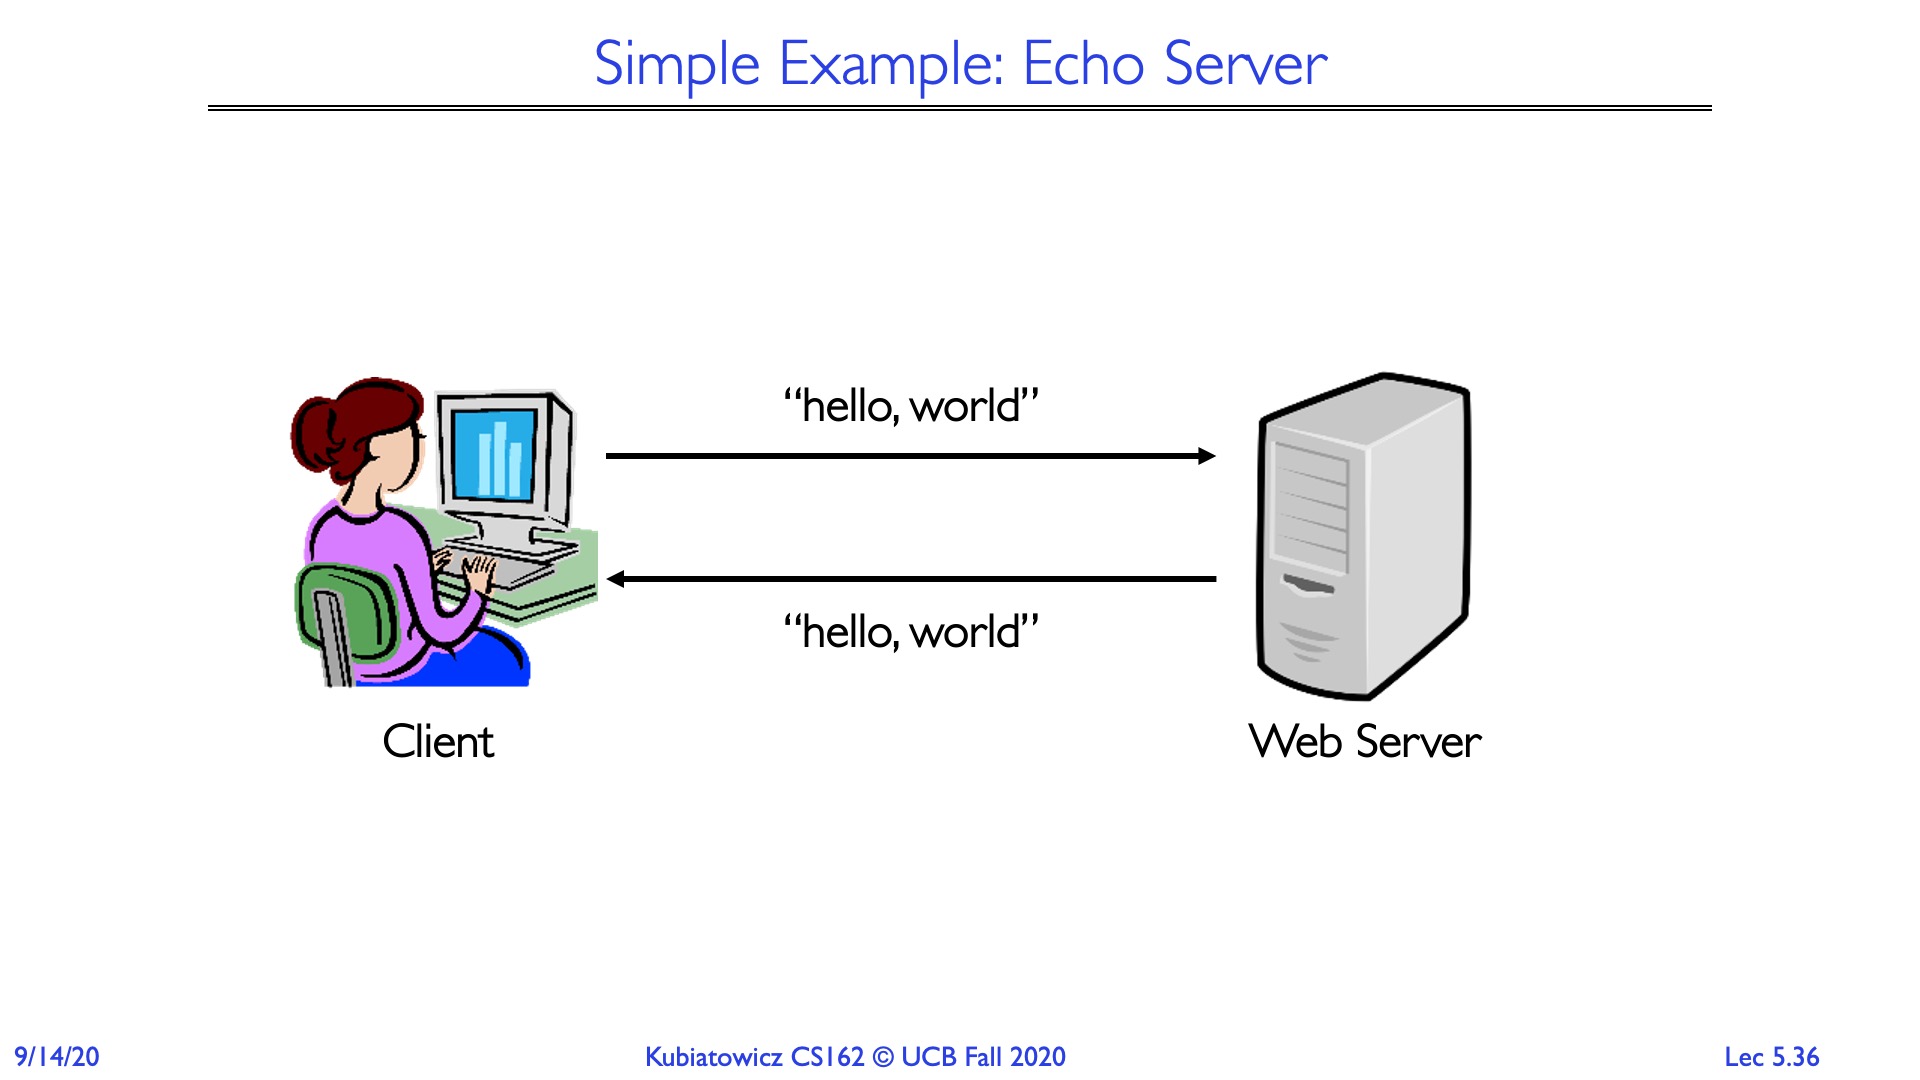 Simple Example: Echo Server
“hello, world”
“hello, world”
Client
Web Server
9/14/20
Kubiatowicz CS162 © UCB Fall 2020
Lec 5.36